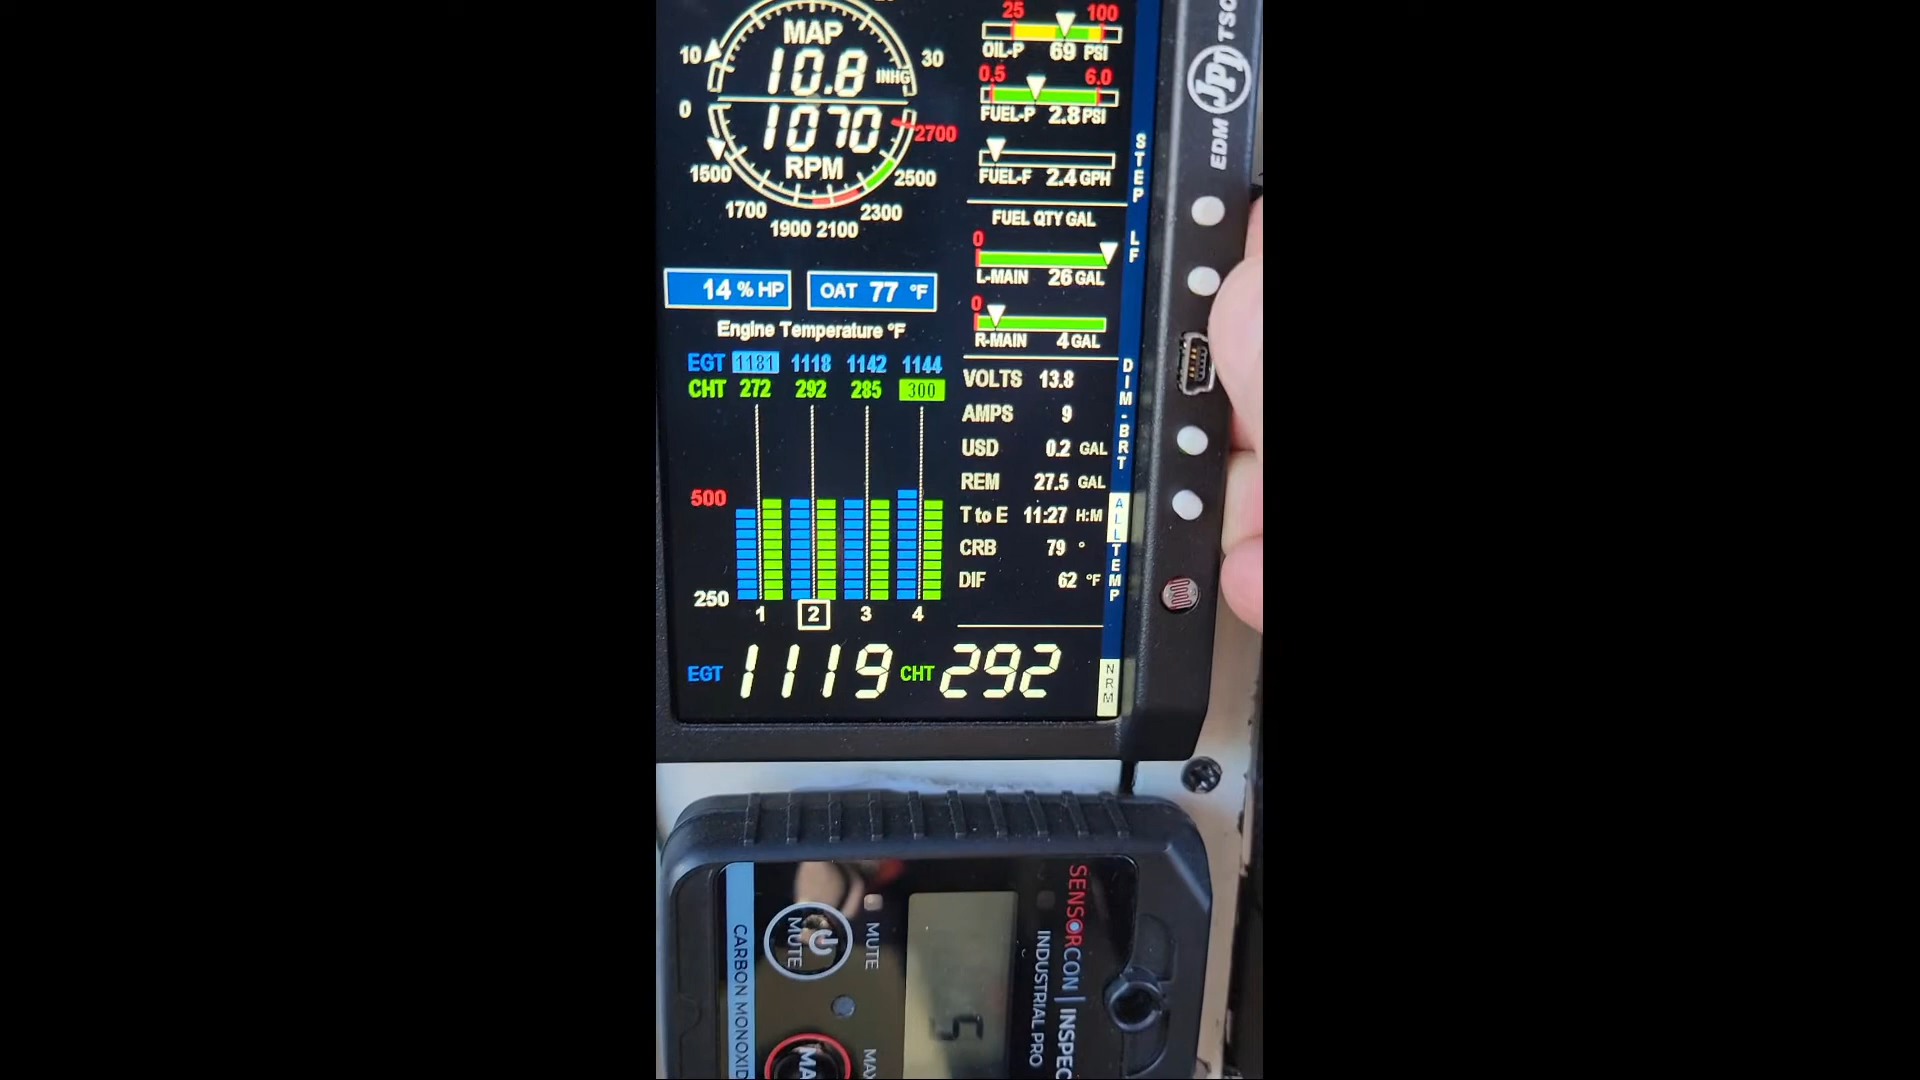 MAP
10 10.8 INHG 30
0 1070 2700
RPM
1500 2500
1700 2300
1900 2100
25 100
OIL-P 69 PSI
0.5 6.0
FUEL-P 2.8 PSI
FUEL-F 2.4 GPH
FUEL QTY GAL
0
L-MAIN 26 GAL
0
R-MAIN 4 GAL
14 % HP OAT 77 °F
Engine Temperature °F
EGT 1181 1118 1142 1144
CHT 272 292 285 300
500
250
1 2 3 4
EGT 1119 CHT 292
VOLTS 13.8
AMPS 9
USD 0.2 GAL
REM 27.5 GAL
T to E 11:27 H:M
CRB 79 °
DIF 62 °F
STEP
LF
DIM-BRT
ALL TEMP
NRM
EDM JPI TSO
SENSORCON | INSPEC
INDUSTRIAL PRO
5
MUTE
MUTE
MAX
MA
CARBON MONOXID